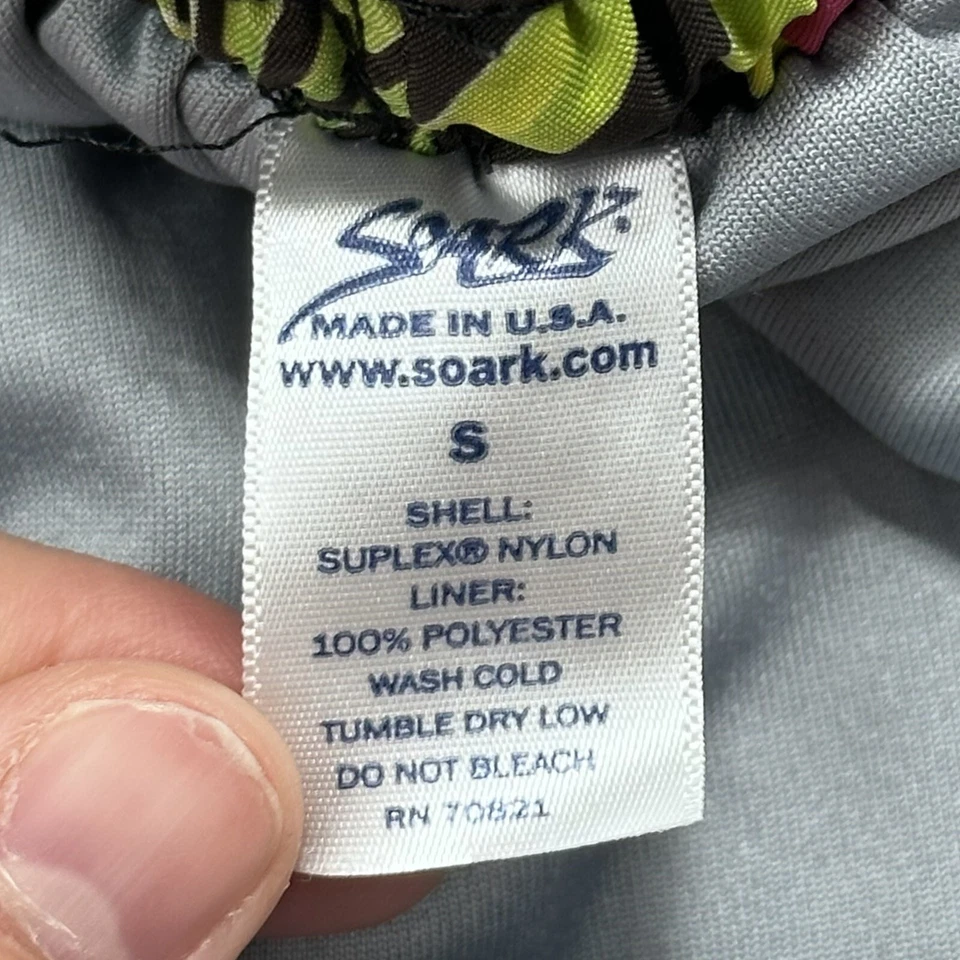 Soark
MADE IN U.S.A.
www.soark.com
S
SHELL:
SUPLEX® NYLON
LINER:
100% POLYESTER
WASH COLD
TUMBLE DRY LOW
DO NOT BLEACH
RN 70821